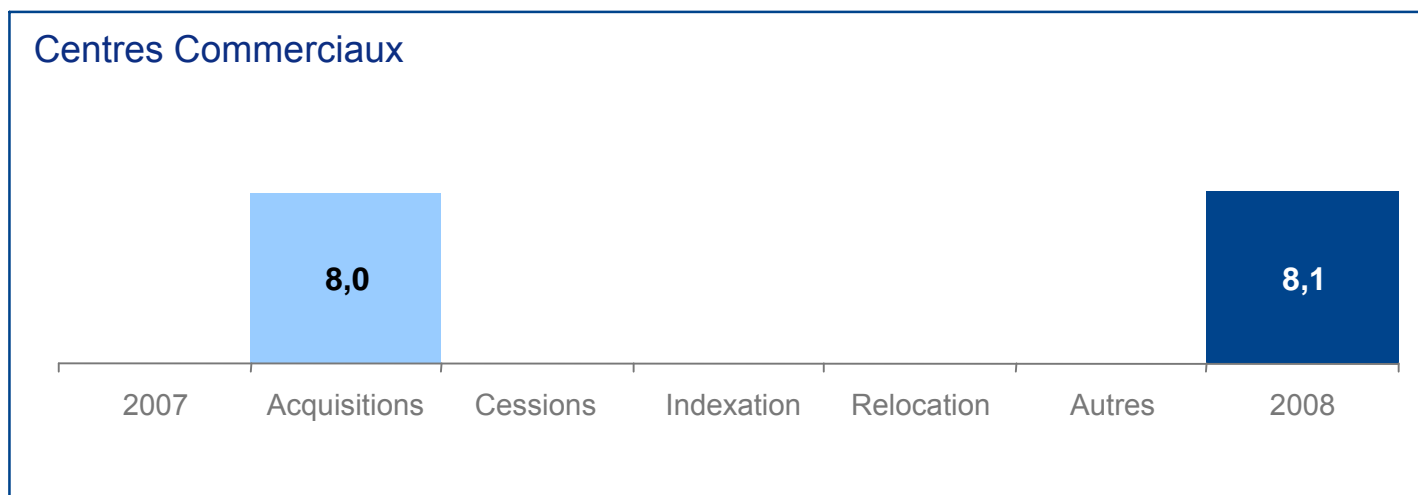 Centres Commerciaux
8,0
8,1
2007 Acquisitions Cessions Indexation Relocation Autres 2008